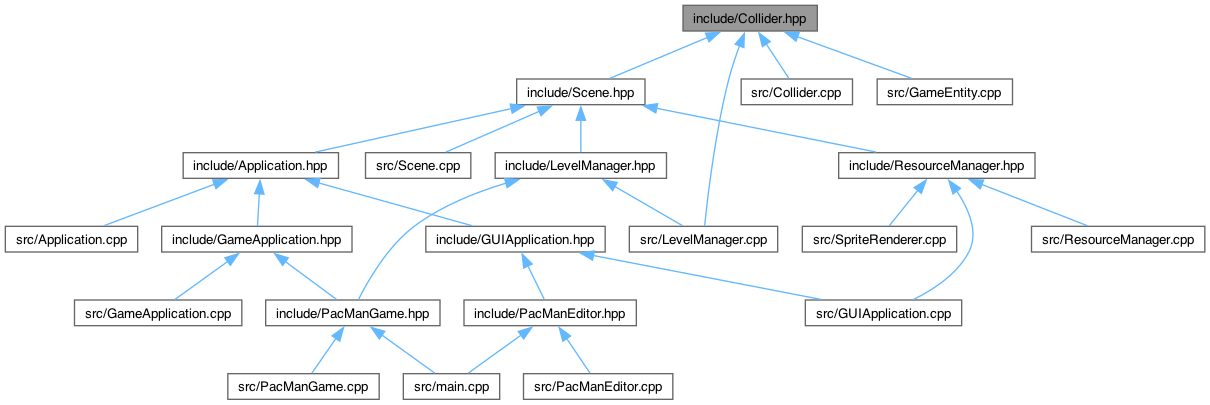 include/Collider.hpp
include/Scene.hpp
src/Collider.cpp
src/GameEntity.cpp
include/Application.hpp
src/Scene.cpp
include/LevelManager.hpp
include/ResourceManager.hpp
src/Application.cpp
include/GameApplication.hpp
include/GUIApplication.hpp
src/LevelManager.cpp
src/SpriteRenderer.cpp
src/ResourceManager.cpp
src/GameApplication.cpp
include/PacManGame.hpp
include/PacManEditor.hpp
src/GUIApplication.cpp
src/PacManGame.cpp
src/main.cpp
src/PacManEditor.cpp